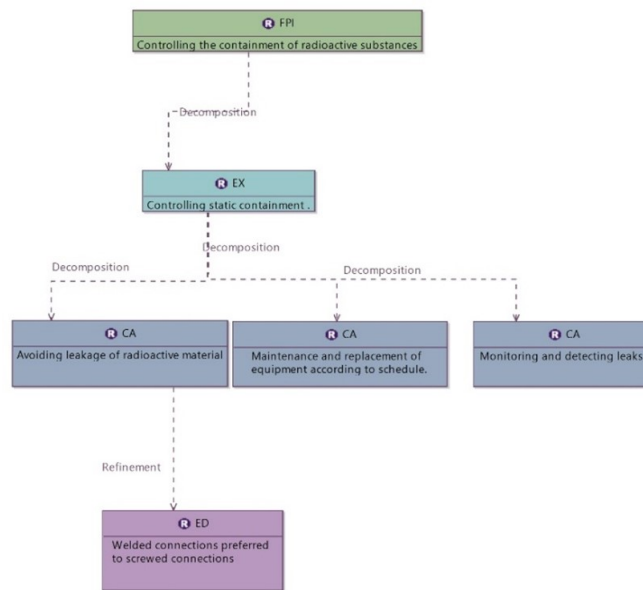 R FPI
Controlling the containment of radioactive substances
Decomposition
R EX
Controlling static containment .
Decomposition
Decomposition
Decomposition
R CA
Avoiding leakage of radioactive material
R CA
Maintenance and replacement of
equipment according to schedule.
R CA
Monitoring and detecting leaks
Refinement
R ED
Welded connections preferred
to screwed connections